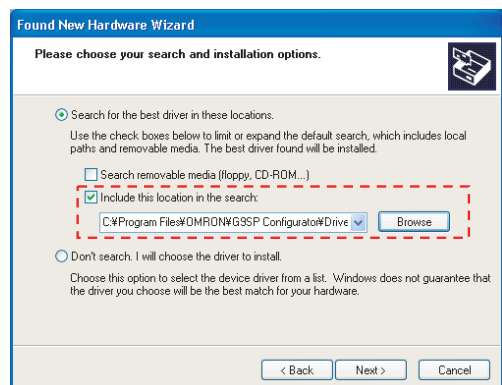 Found New Hardware Wizard
Please choose your search and installation options.
Search for the best driver in these locations.
Use the check boxes below to limit or expand the default search, which includes local
paths and removable media. The best driver found will be installed.
Search removable media (floppy, CD-ROM...)
Include this location in the search:
C:¥Program Files¥OMRON¥G9SP Configurator¥Drive
Browse
Don't search. I will choose the driver to install.
Choose this option to select the device driver from a list. Windows does not guarantee that
the driver you choose will be the best match for your hardware.
< Back Next > Cancel